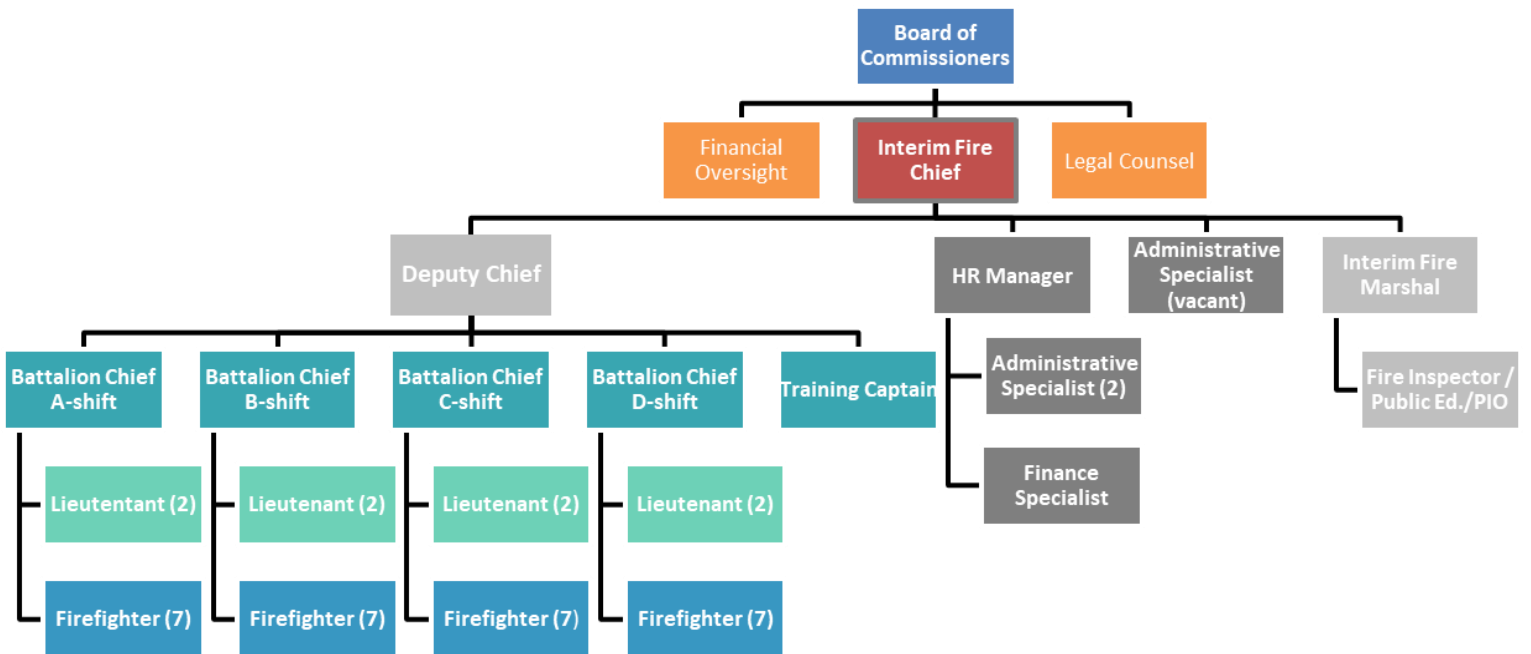 Board of
Commissioners
Financial
Oversight
Interim Fire
Chief
Legal Counsel
Deputy Chief
HR Manager
Administrative
Specialist
(vacant)
Interim Fire
Marshal
Battalion Chief
A-shift
Battalion Chief
B-shift
Battalion Chief
C-shift
Battalion Chief
D-shift
Training Captain
Administrative
Specialist (2)
Fire Inspector /
Public Ed./PIO
Lieutentant (2)
Lieutenant (2)
Lieutenant (2)
Lieutenant (2)
Finance
Specialist
Firefighter (7)
Firefighter (7)
Firefighter (7)
Firefighter (7)